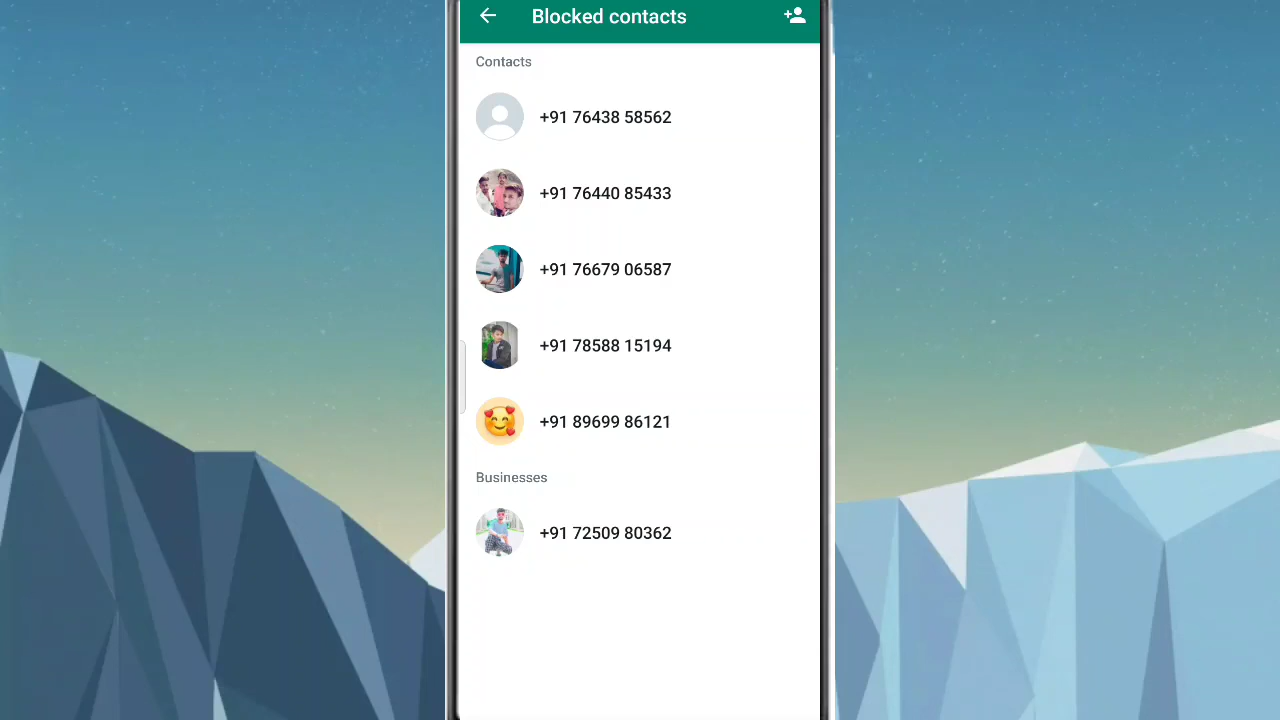 Blocked contacts
Contacts
+91 76438 58562
+91 76440 85433
+91 76679 06587
+91 78588 15194
+91 89699 86121
Businesses
+91 72509 80362